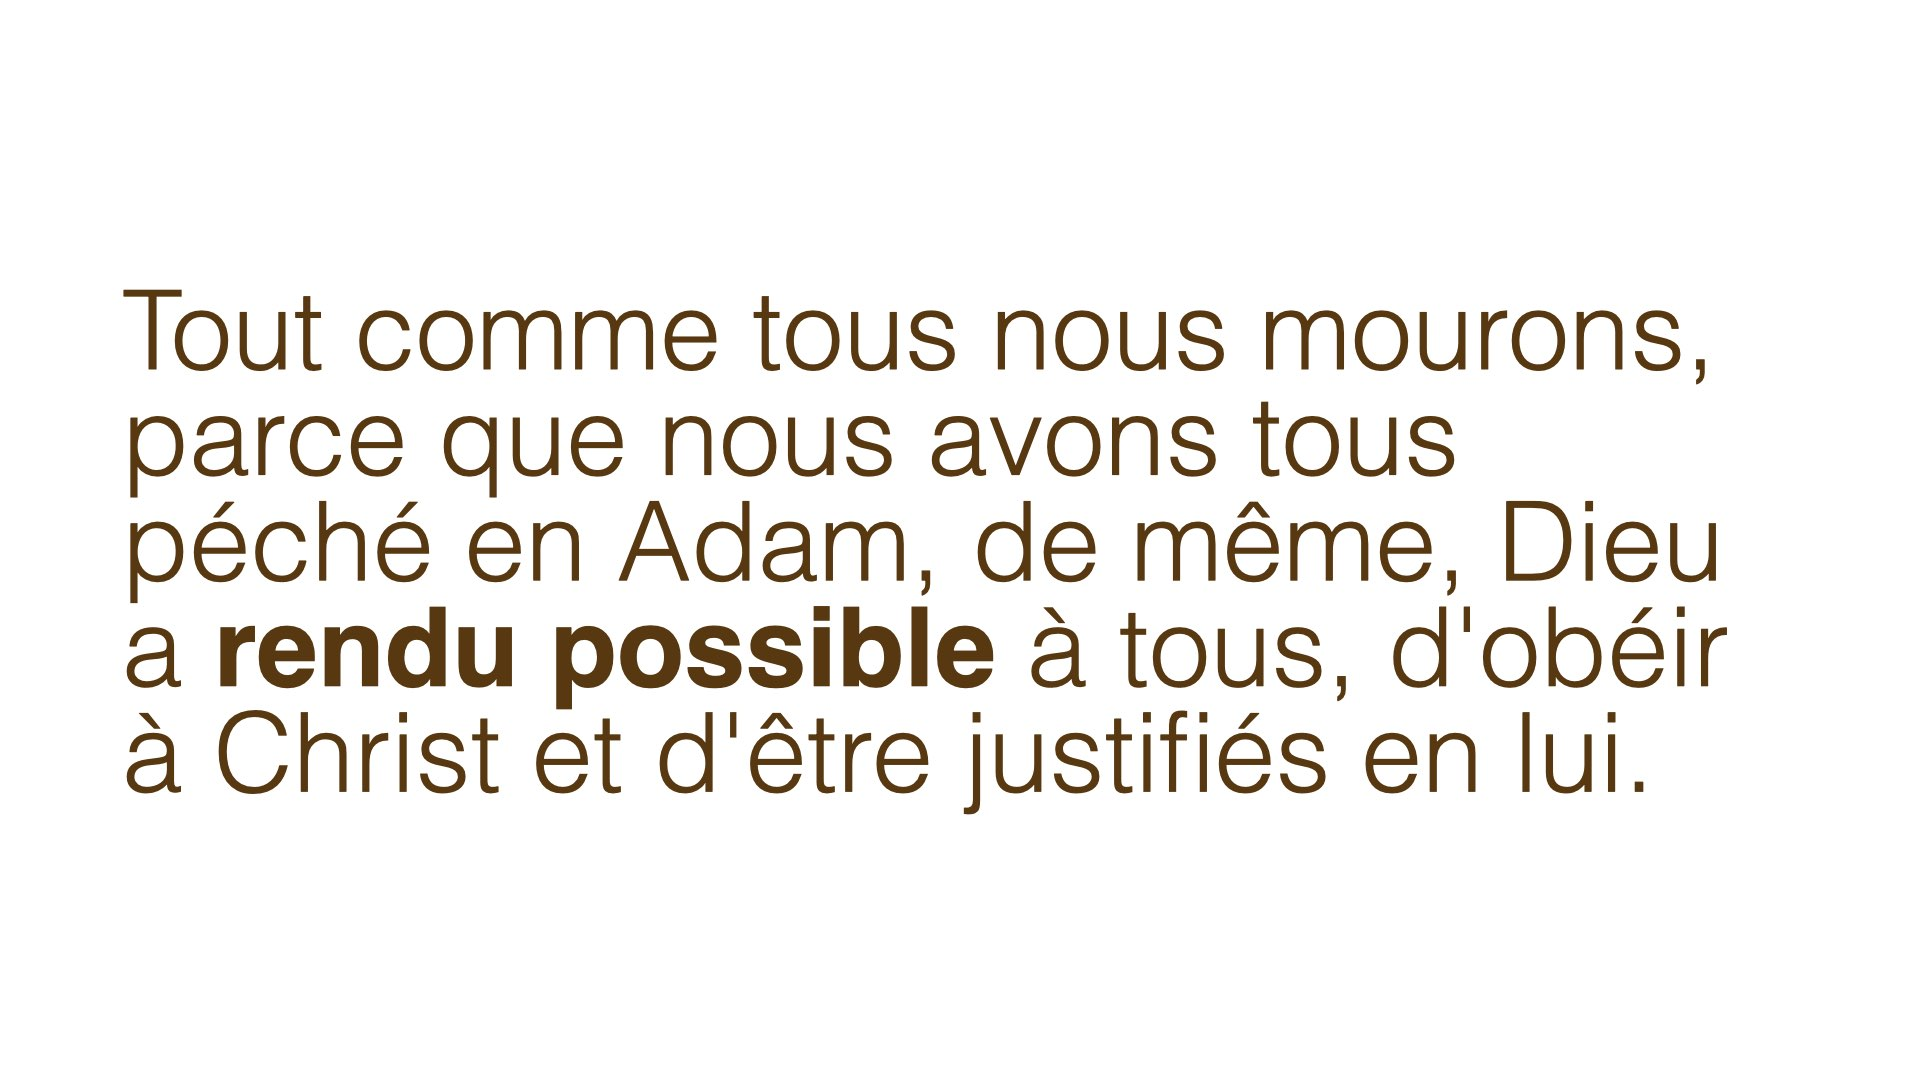 Tout comme tous nous mourons,
parce que nous avons tous
péché en Adam, de même, Dieu
a rendu possible à tous, d'obéir
à Christ et d'être justifiés en lui.